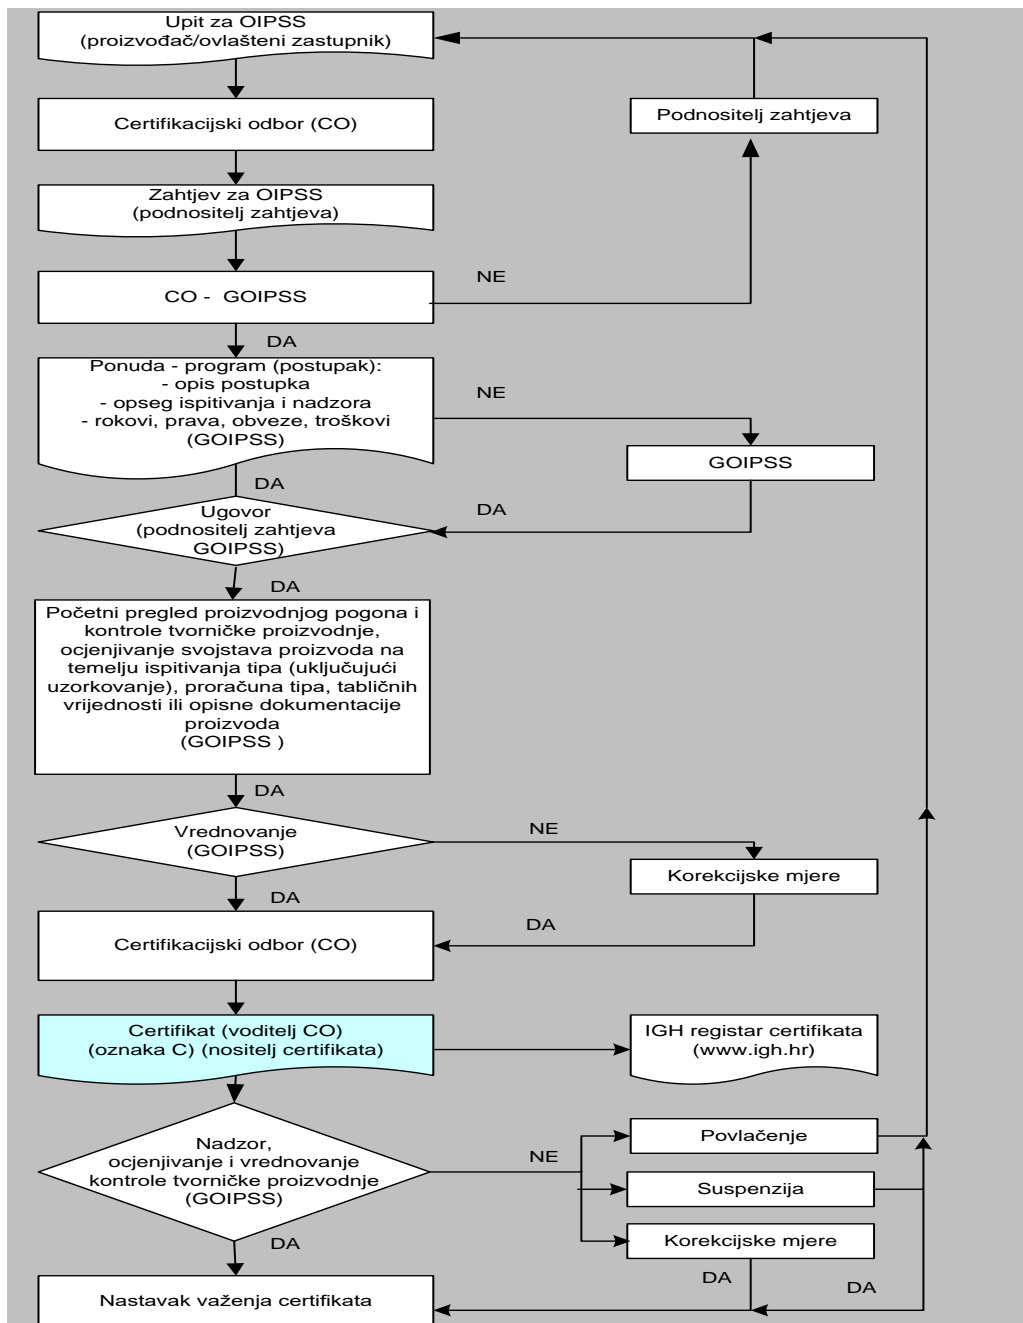 Upit za OIPSS
(proizvođač/ovlašteni zastupnik)
Certifikacijski odbor (CO)
Podnositelj zahtjeva
Zahtjev za OIPSS
(podnositelj zahtjeva)
CO - GOIPSS
NE
DA
Ponuda - program (postupak):
- opis postupka
- opseg ispitivanja i nadzora
- rokovi, prava, obveze, troškovi
(GOIPSS)
NE
GOIPSS
DA
DA
Ugovor
(podnositelj zahtjeva
GOIPSS)
DA
Početni pregled proizvodnjog pogona i
kontrole tvorničke proizvodnje,
ocjenjivanje svojstava proizvoda na
temelju ispitivanja tipa (uključujući
uzorkovanje), proračuna tipa, tabličnih
vrijednosti ili opisne dokumentacije
proizvoda
(GOIPSS )
DA
Vrednovanje
(GOIPSS)
NE
Korekcijske mjere
DA
DA
Certifikacijski odbor (CO)
Certifikat (voditelj CO)
(oznaka C) (nositelj certifikata)
IGH registar certifikata
(www.igh.hr)
Nadzor,
ocjenjivanje i vrednovanje
kontrole tvorničke proizvodnje
(GOIPSS)
NE
Povlačenje
Suspenzija
Korekcijske mjere
DA
DA
DA
Nastavak važenja certifikata